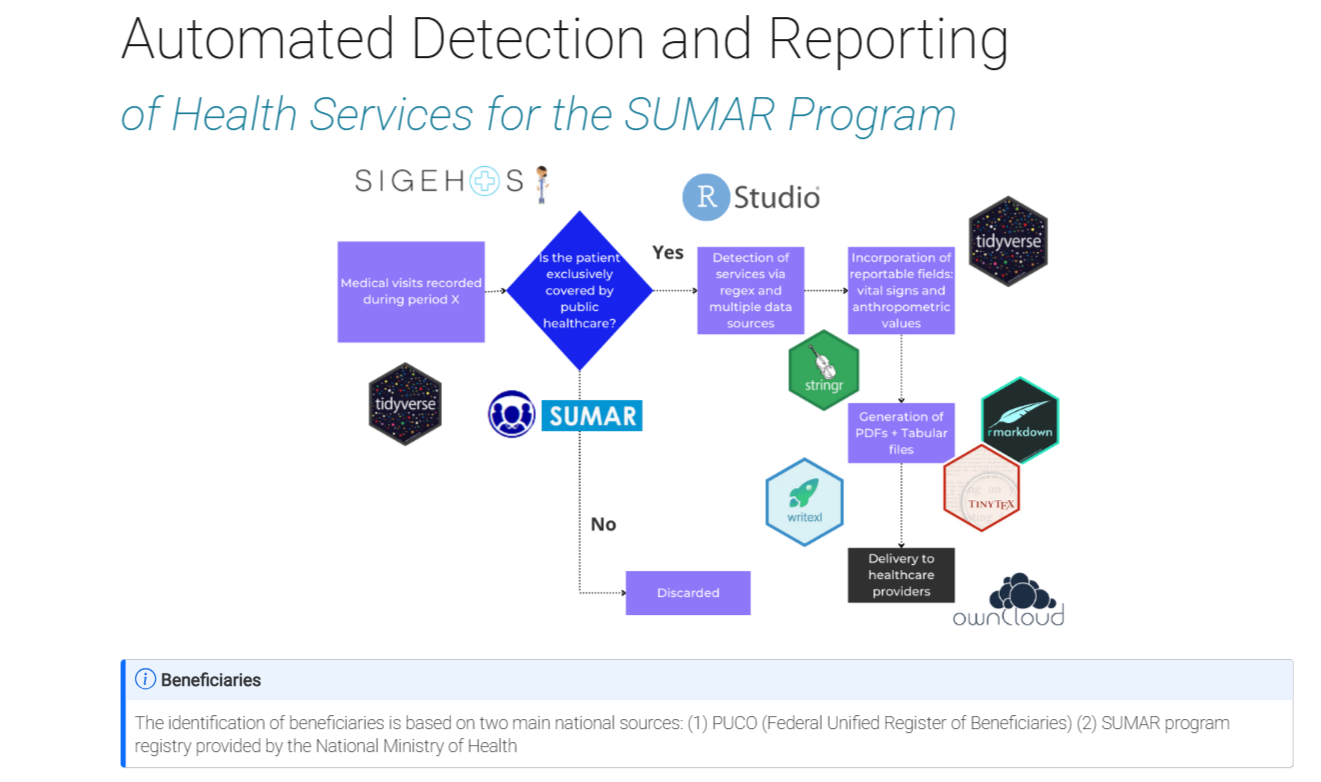 Automated Detection and Reporting
of Health Services for the SUMAR Program
SIGEHOS
R Studio
tidyverse
Medical visits recorded
during period X
Is the patient
exclusively
covered by
public
healthcare?
Yes
Detection of
services via
regex and
multiple data
sources
Incorporation of
reportable fields:
vital signs and
anthropometric
values
stringr
tidyverse
SUMAR
Generation of
PDFs + Tabular
files
rmarkdown
TINYTEX
writexl
No
Discarded
Delivery to
healthcare
providers
ownCloud
Beneficiaries
The identification of beneficiaries is based on two main national sources: (1) PUCO (Federal Unified Register of Beneficiaries) (2) SUMAR program
registry provided by the National Ministry of Health